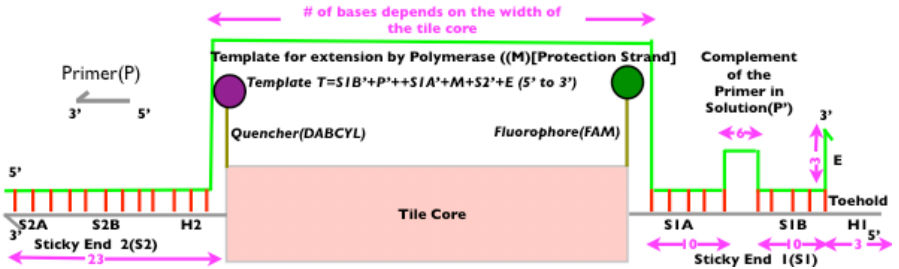 # of bases depends on the width of
the tile core
Template for extension by Polymerase ((M)[Protection Strand]
Template T=S1B’+P’++S1A’+M+S2’+E (5’ to 3’)
Primer(P)
3’ 5’
Complement
of the
Primer in
Solution(P’)
Quencher(DABCYL)
Fluorophore(FAM)
6
3’
3
E
5’
Tile Core
Toehold
S2A S2B H2
S1A S1B H1
3’
5’
Sticky End 2(S2)
23
10 10 3
Sticky End 1(S1)